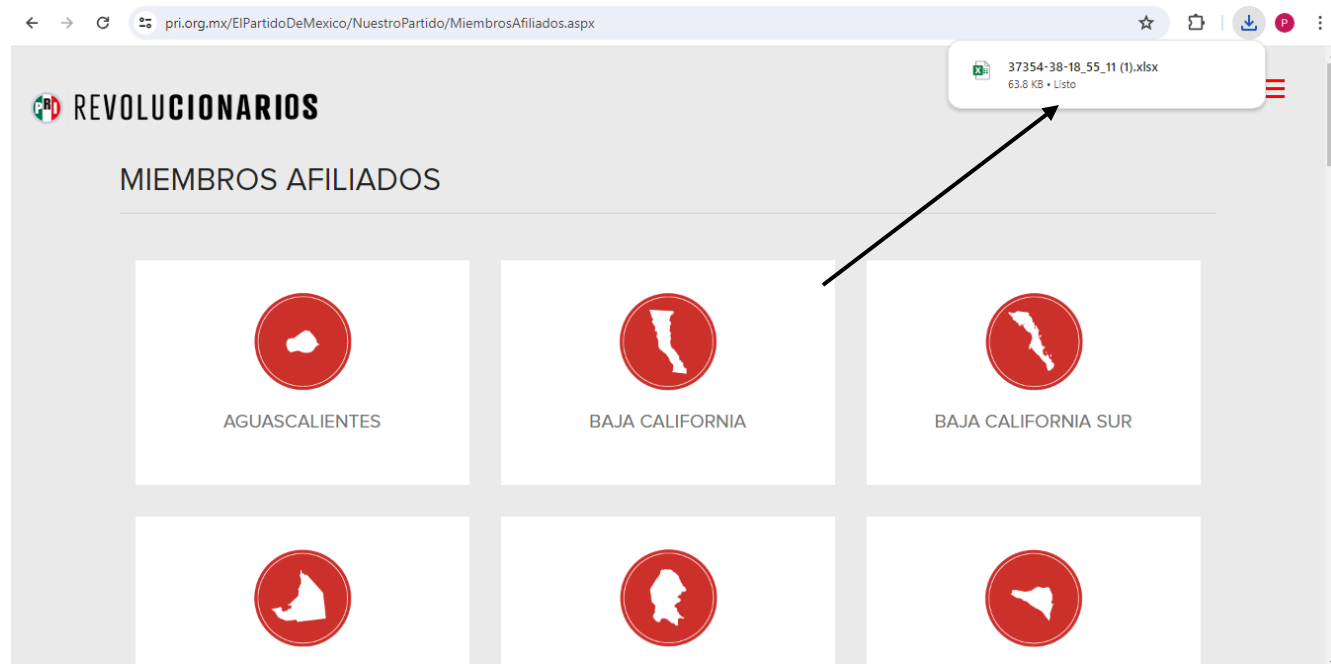 pri.org.mx/ElPartidoDeMexico/NuestroPartido/MiembrosAfiliados.aspx
P
37354-38-18_55_11 (1).xlsx
63.8 KB • Listo
PRI REVOLUCIONARIOS
MIEMBROS AFILIADOS
AGUASCALIENTES
BAJA CALIFORNIA
BAJA CALIFORNIA SUR